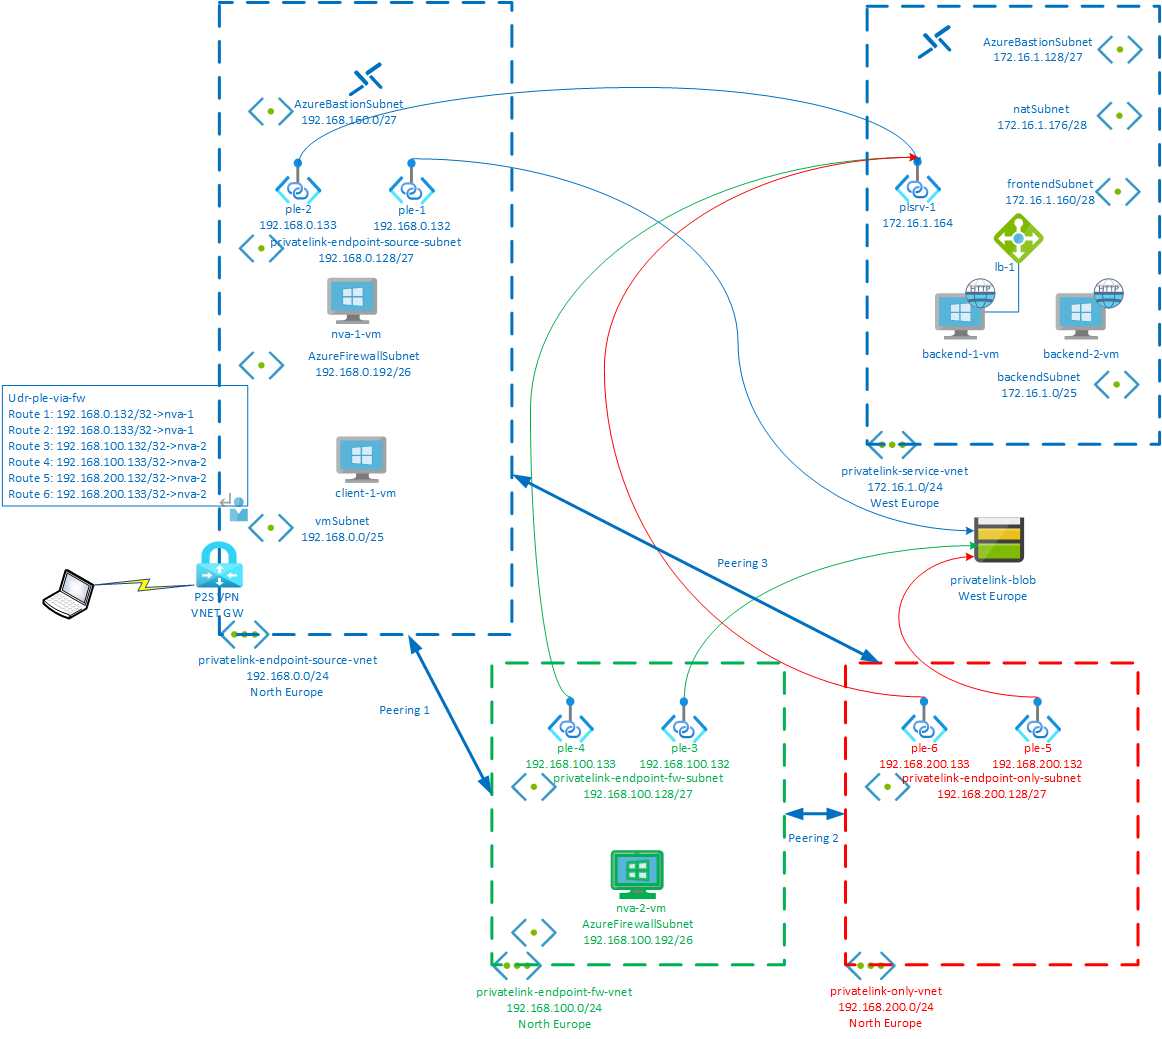 AzureBastionSubnet
192.168.160.0/27
ple-2
192.168.0.133
ple-1
192.168.0.132
privatelink-endpoint-source-subnet
192.168.0.128/27
nva-1-vm
AzureFirewallSubnet
192.168.0.192/26
Udr-ple-via-fw
Route 1: 192.168.0.132/32->nva-1
Route 2: 192.168.0.133/32->nva-1
Route 3: 192.168.100.132/32->nva-2
Route 4: 192.168.100.133/32->nva-2
Route 5: 192.168.200.132/32->nva-2
Route 6: 192.168.200.133/32->nva-2
client-1-vm
vmSubnet
192.168.0.0/25
P2S VPN
VNET GW
privatelink-endpoint-source-vnet
192.168.0.0/24
North Europe
AzureBastionSubnet
172.16.1.128/27
natSubnet
172.16.1.176/28
frontendSubnet
172.16.1.160/28
plsrv-1
172.16.1.164
lb-1
HTTP
HTTP
backend-1-vm
backend-2-vm
backendSubnet
172.16.1.0/25
privatelink-service-vnet
172.16.1.0/24
West Europe
Peering 3
privatelink-blob
West Europe
Peering 1
ple-4
192.168.100.133
ple-3
192.168.100.132
privatelink-endpoint-fw-subnet
192.168.100.128/27
nva-2-vm
AzureFirewallSubnet
192.168.100.192/26
privatelink-endpoint-fw-vnet
192.168.100.0/24
North Europe
Peering 2
ple-6
192.168.200.133
ple-5
192.168.200.132
privatelink-endpoint-only-subnet
192.168.200.128/27
privatelink-only-vnet
192.168.200.0/24
North Europe